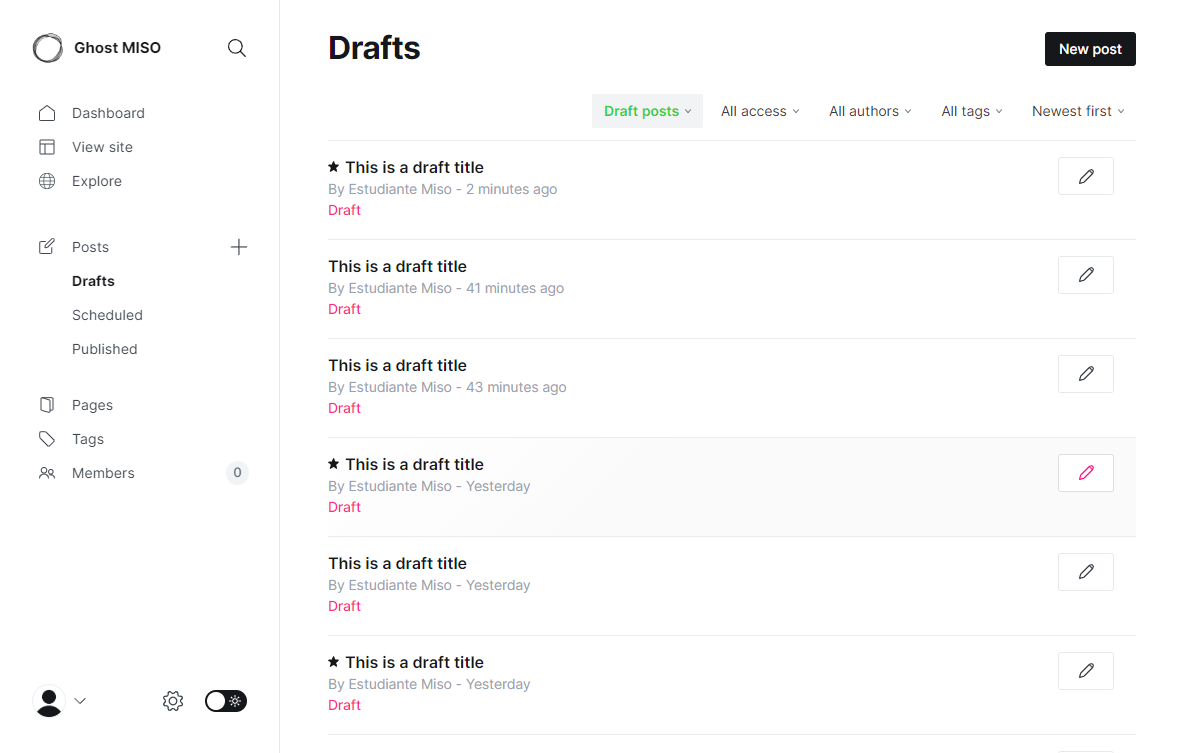 Ghost MISO
Dashboard
View site
Explore
Posts
Drafts
Scheduled
Published
Pages
Tags
Members 0
Drafts
New post
Draft posts All access All authors All tags Newest first
This is a draft title
By Estudiante Miso - 2 minutes ago
Draft
This is a draft title
By Estudiante Miso - 41 minutes ago
Draft
This is a draft title
By Estudiante Miso - 43 minutes ago
Draft
This is a draft title
By Estudiante Miso - Yesterday
Draft
This is a draft title
By Estudiante Miso - Yesterday
Draft
This is a draft title
By Estudiante Miso - Yesterday
Draft